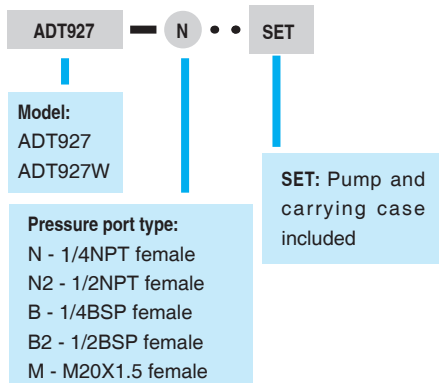 ADT927 — N • • SET
Model:
ADT927
ADT927W
Pressure port type:
N - 1/4NPT female
N2 - 1/2NPT female
B - 1/4BSP female
B2 - 1/2BSP female
M - M20X1.5 female
SET: Pump and
carrying case
included